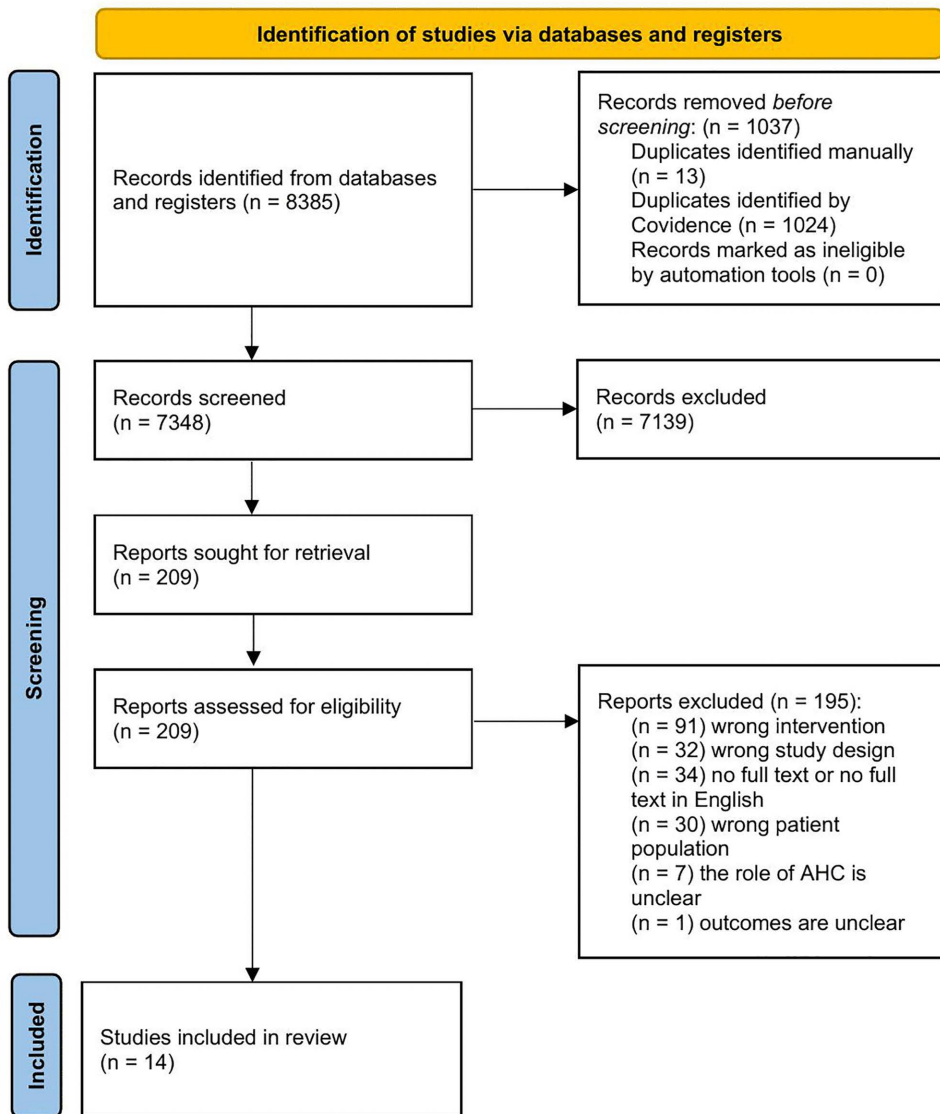 Identification of studies via databases and registers
Identification
Records identified from databases
and registers (n = 8385)
Records removed before
screening: (n = 1037)
Duplicates identified manually
(n = 13)
Duplicates identified by
Covidence (n = 1024)
Records marked as ineligible
by automation tools (n = 0)
Screening
Records screened
(n = 7348)
Records excluded
(n = 7139)
Reports sought for retrieval
(n = 209)
Reports assessed for eligibility
(n = 209)
Reports excluded (n = 195):
(n = 91) wrong intervention
(n = 32) wrong study design
(n = 34) no full text or no full
text in English
(n = 30) wrong patient
population
(n = 7) the role of AHC is
unclear
(n = 1) outcomes are unclear
Included
Studies included in review
(n = 14)